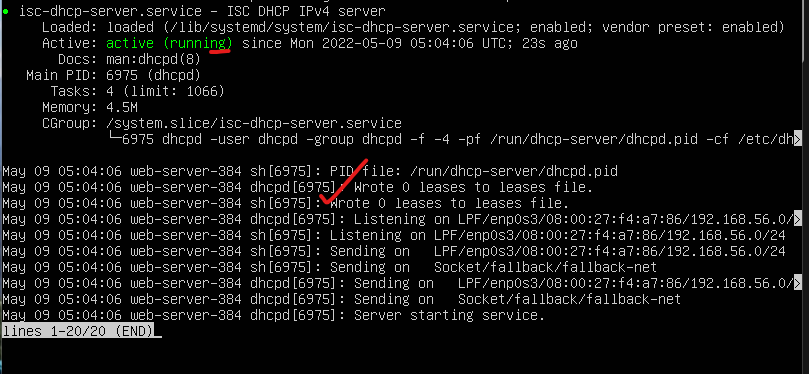 ● isc-dhcp-server.service - ISC DHCP IPv4 server
Loaded: loaded (/lib/systemd/system/isc-dhcp-server.service; enabled; vendor preset: enabled)
Active: active (running) since Mon 2022-05-09 05:04:06 UTC; 23s ago
Docs: man:dhcpd(8)
Main PID: 6975 (dhcpd)
Tasks: 4 (limit: 1066)
Memory: 4.5M
CGroup: /system.slice/isc-dhcp-server.service
└─6975 dhcpd -user dhcpd -group dhcpd -f -4 -pf /run/dhcp-server/dhcpd.pid -cf /etc/dh>
May 09 05:04:06 web-server-384 sh[6975]: PID file: /run/dhcp-server/dhcpd.pid
May 09 05:04:06 web-server-384 dhcpd[6975]: Wrote 0 leases to leases file.
May 09 05:04:06 web-server-384 sh[6975]: Wrote 0 leases to leases file.
May 09 05:04:06 web-server-384 dhcpd[6975]: Listening on LPF/enp0s3/08:00:27:f4:a7:86/192.168.56.0/>
May 09 05:04:06 web-server-384 sh[6975]: Listening on LPF/enp0s3/08:00:27:f4:a7:86/192.168.56.0/24
May 09 05:04:06 web-server-384 sh[6975]: Sending on   LPF/enp0s3/08:00:27:f4:a7:86/192.168.56.0/24
May 09 05:04:06 web-server-384 sh[6975]: Sending on   Socket/fallback/fallback-net
May 09 05:04:06 web-server-384 dhcpd[6975]: Sending on   LPF/enp0s3/08:00:27:f4:a7:86/192.168.56.0/>
May 09 05:04:06 web-server-384 dhcpd[6975]: Sending on   Socket/fallback/fallback-net
May 09 05:04:06 web-server-384 dhcpd[6975]: Server starting service.
lines 1-20/20 (END)